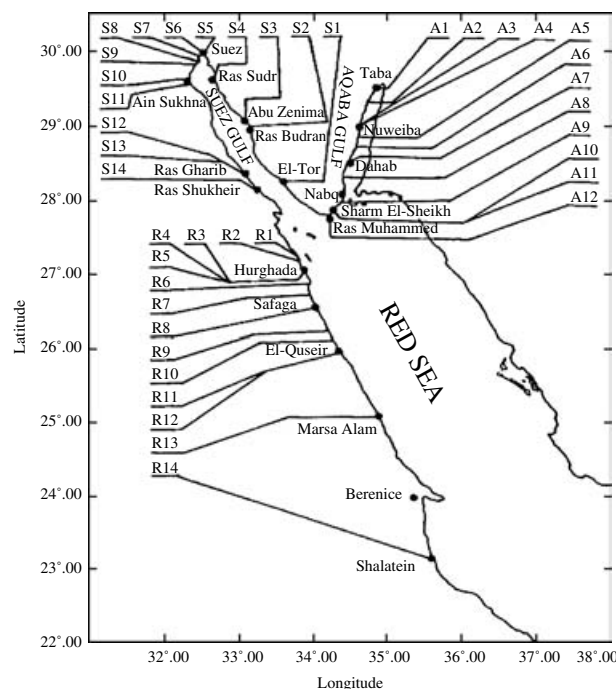 S8 S7 S6 S5 S4 S3 S2 S1 A1 A2 A3 A4 A5
30°.00 S9 Suez AQABA GULF Taba A6
S10 Ras Sudr A7
S11 Ain Sukhna SUEZ GULF Abu Zenima A8
29°.00 Ras Budran Nuweiba A9
S12 El-Tor Dahab A10
S13 Ras Gharib Nabq A11
28°.00 S14 Ras Shukheir Sharm El-Sheikh A12
Ras Muhammed
R4 R3 R2 R1
R5
27°.00 Hurghada
R6
R7 Safaga
R8 RED SEA
R9
26°.00 El-Quseir
R10
R11
R12
25°.00 Marsa Alam
R13
R14
24°.00 Berenice
23°.00 Shalatein
22°.00
Latitude
32°.00 33°.00 34°.00 35°.00 36°.00 37°.00 38°.00
Longitude